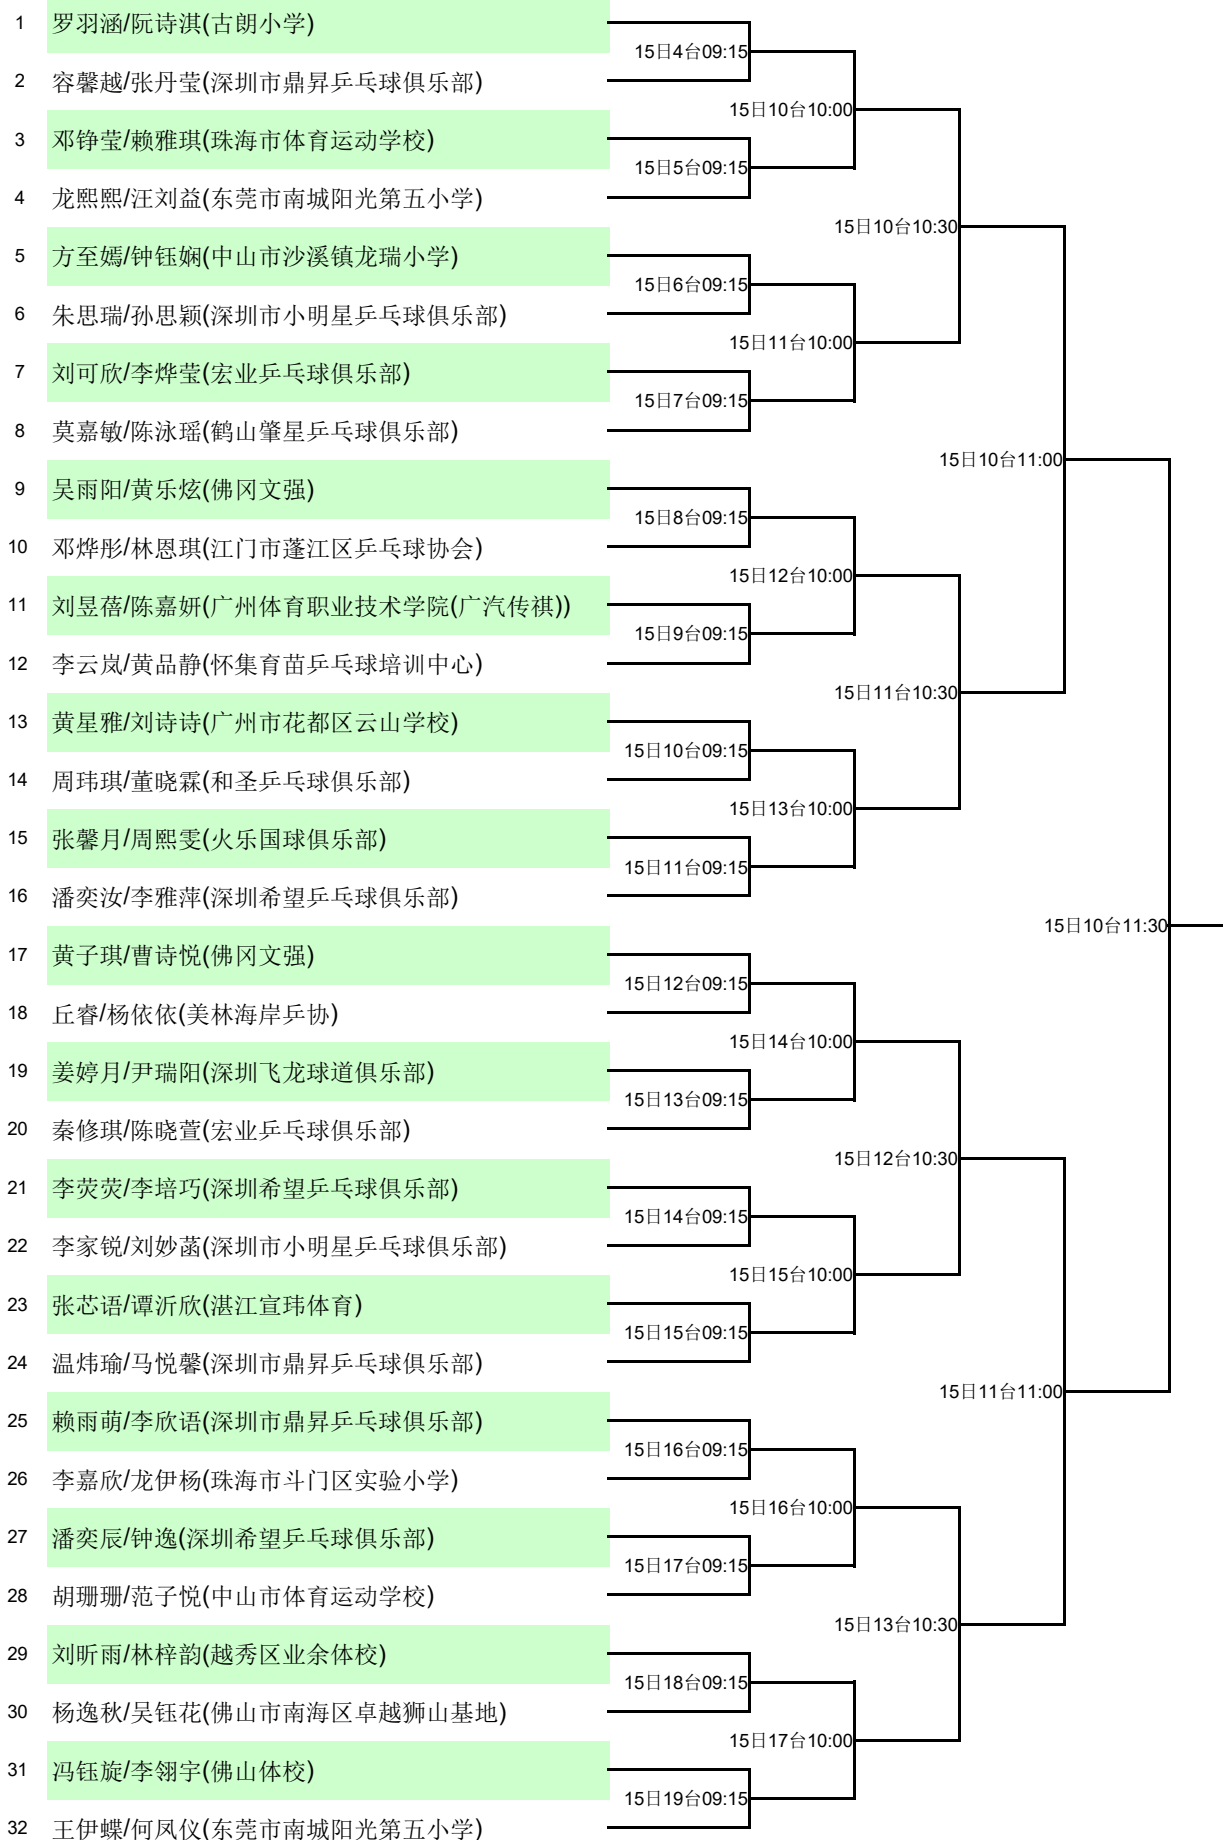 1 罗羽涵/阮诗淇(古朗小学)
15日4台09:15
2 容馨越/张丹莹(深圳市鼎昇乒乓球俱乐部)
15日10台10:00
3 邓铮莹/赖雅琪(珠海市体育运动学校)
15日5台09:15
4 龙熙熙/汪刘益(东莞市南城阳光第五小学)
15日10台10:30
5 方至嫣/钟钰娴(中山市沙溪镇龙瑞小学)
15日6台09:15
6 朱思瑞/孙思颖(深圳市小明星乒乓球俱乐部)
15日11台10:00
7 刘可欣/李烨莹(宏业乒乓球俱乐部)
15日7台09:15
8 莫嘉敏/陈泳瑶(鹤山肇星乒乓球俱乐部)
15日10台11:00
9 吴雨阳/黄乐炫(佛冈文强)
15日8台09:15
10 邓烨彤/林恩琪(江门市蓬江区乒乓球协会)
15日12台10:00
11 刘昱蓓/陈嘉妍(广州体育职业技术学院(广汽传祺))
15日9台09:15
12 李云岚/黄品静(怀集育苗乒乓球培训中心)
15日11台10:30
13 黄星雅/刘诗诗(广州市花都区云山学校)
15日10台09:15
14 周玮琪/董晓霖(和圣乒乓球俱乐部)
15日13台10:00
15 张馨月/周熙雯(火乐国球俱乐部)
15日11台09:15
16 潘奕汝/李雅萍(深圳希望乒乓球俱乐部)
15日10台11:30
17 黄子琪/曹诗悦(佛冈文强)
15日12台09:15
18 丘睿/杨依依(美林海岸乒协)
15日14台10:00
19 姜婷月/尹瑞阳(深圳飞龙球道俱乐部)
15日13台09:15
20 秦修琪/陈晓萱(宏业乒乓球俱乐部)
15日12台10:30
21 李荧荧/李培巧(深圳希望乒乓球俱乐部)
15日14台09:15
22 李家锐/刘妙菡(深圳市小明星乒乓球俱乐部)
15日15台10:00
23 张芯语/谭沂欣(湛江宣玮体育)
15日15台09:15
24 温炜瑜/马悦馨(深圳市鼎昇乒乓球俱乐部)
15日11台11:00
25 赖雨萌/李欣语(深圳市鼎昇乒乓球俱乐部)
15日16台09:15
26 李嘉欣/龙伊杨(珠海市斗门区实验小学)
15日16台10:00
27 潘奕辰/钟逸(深圳希望乒乓球俱乐部)
15日17台09:15
28 胡珊珊/范子悦(中山市体育运动学校)
15日13台10:30
29 刘昕雨/林梓韵(越秀区业余体校)
15日18台09:15
30 杨逸秋/吴钰花(佛山市南海区卓越狮山基地)
15日17台10:00
31 冯钰旋/李翎宇(佛山体校)
15日19台09:15
32 王伊蝶/何凤仪(东莞市南城阳光第五小学)